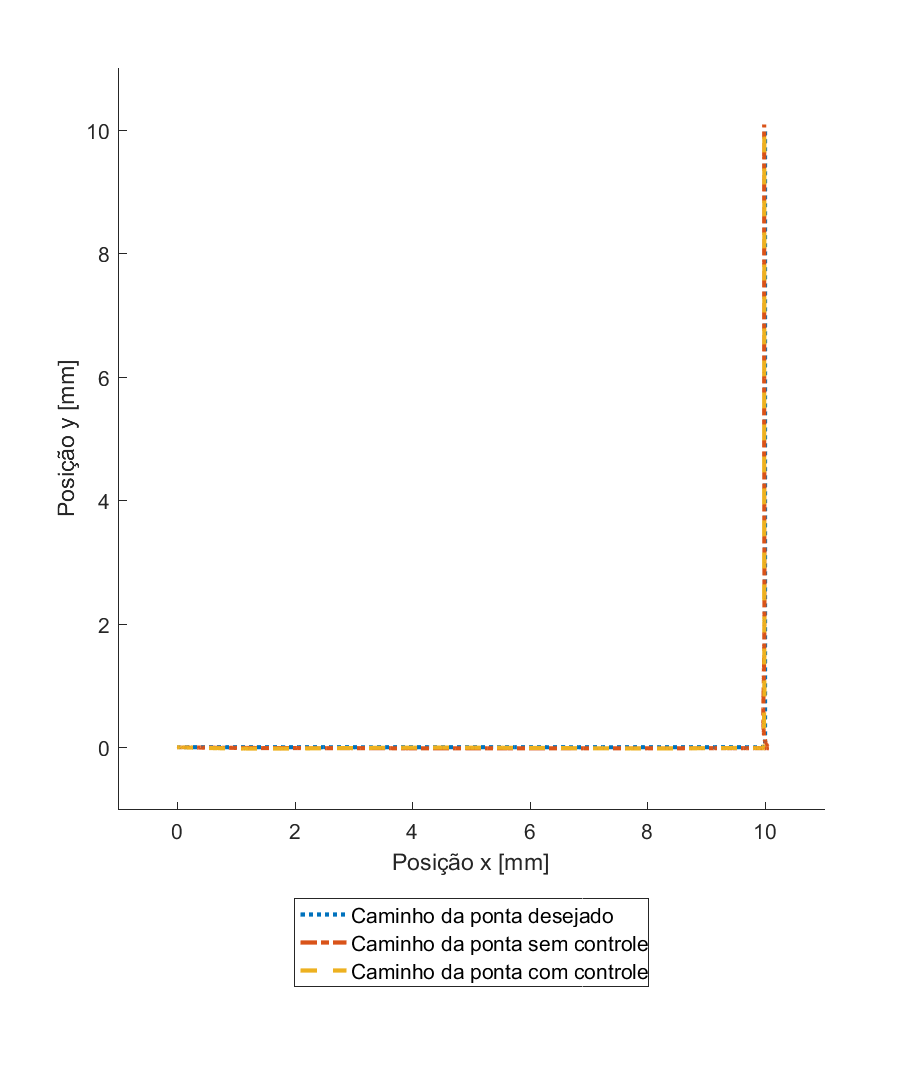 10
8
6
4
2
0
Posição y [mm]
0 2 4 6 8 10
Posição x [mm]
Caminho da ponta desejado
Caminho da ponta sem controle
Caminho da ponta com controle